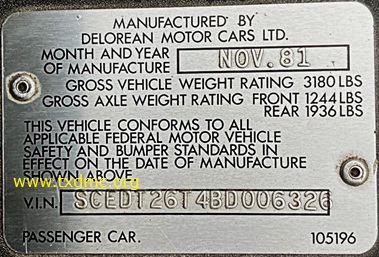 MANUFACTURED BY
DELOREAN MOTOR CARS LTD.
MONTH AND YEAR
OF MANUFACTURE NOV. 81
GROSS VEHICLE WEIGHT RATING 3180 LBS
GROSS AXLE WEIGHT RATING FRONT 1244 LBS
REAR 1936 LBS
THIS VEHICLE CONFORMS TO ALL
APPLICABLE FEDERAL MOTOR VEHICLE
SAFETY AND BUMPER STANDARDS IN
EFFECT ON THE DATE OF MANUFACTURE
SHOWN ABOVE.
www.txdmc.org
V.I.N. SCEDT26T4BD006326
PASSENGER CAR. 105196